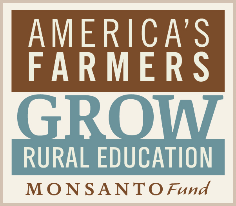 AMERICA'S
FARMERS
GROW
RURAL EDUCATION
MONSANTO Fund